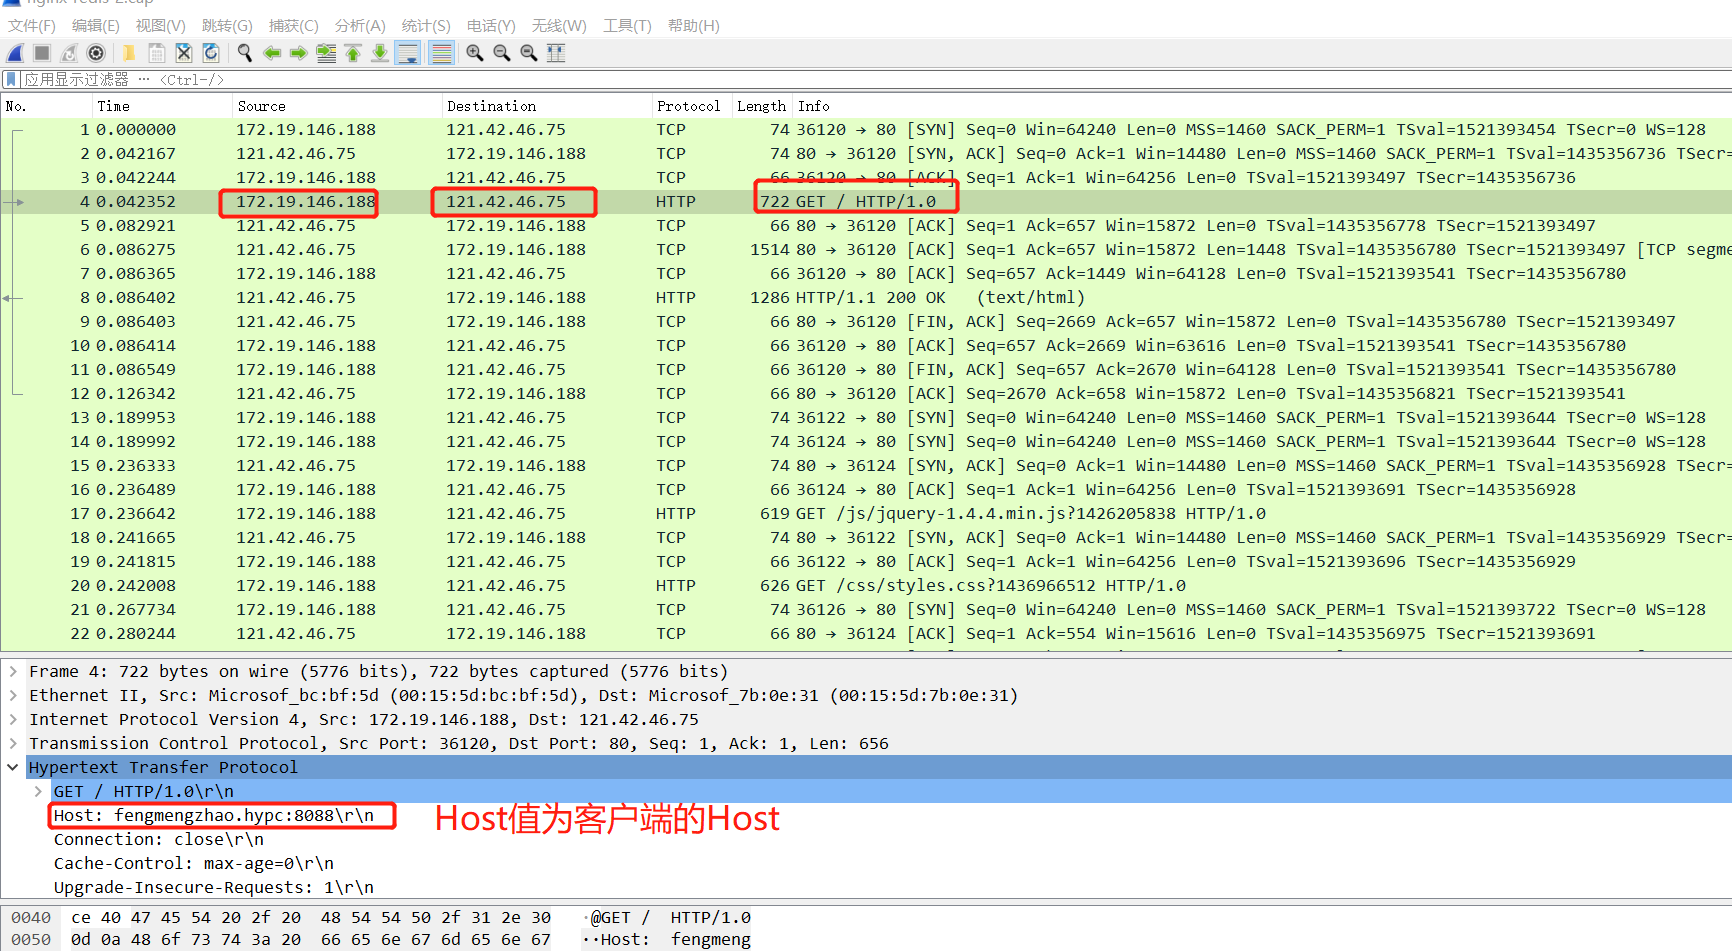 nginx-redis-2.cap
文件(F) 编辑(E) 视图(V) 跳转(G) 捕获(C) 分析(A) 统计(S) 电话(Y) 无线(W) 工具(T) 帮助(H)
应用显示过滤器 … <Ctrl-/>
No. Time Source Destination Protocol Length Info
1 0.000000 172.19.146.188 121.42.46.75 TCP 74 36120 → 80 [SYN] Seq=0 Win=64240 Len=0 MSS=1460 SACK_PERM=1 TSval=1521393454 TSecr=0 WS=128
2 0.042167 121.42.46.75 172.19.146.188 TCP 74 80 → 36120 [SYN, ACK] Seq=0 Ack=1 Win=14480 Len=0 MSS=1460 SACK_PERM=1 TSval=1435356736 TSecr=
3 0.042244 172.19.146.188 121.42.46.75 TCP 66 36120 → 80 [ACK] Seq=1 Ack=1 Win=64256 Len=0 TSval=1521393497 TSecr=1435356736
4 0.042352 172.19.146.188 121.42.46.75 HTTP 722 GET / HTTP/1.0
5 0.082921 121.42.46.75 172.19.146.188 TCP 66 80 → 36120 [ACK] Seq=1 Ack=657 Win=15872 Len=0 TSval=1435356778 TSecr=1521393497
6 0.086275 121.42.46.75 172.19.146.188 TCP 1514 80 → 36120 [ACK] Seq=1 Ack=657 Win=15872 Len=1448 TSval=1435356780 TSecr=1521393497 [TCP segme
7 0.086365 172.19.146.188 121.42.46.75 TCP 66 36120 → 80 [ACK] Seq=657 Ack=1449 Win=64128 Len=0 TSval=1521393541 TSecr=1435356780
8 0.086402 121.42.46.75 172.19.146.188 HTTP 1286 HTTP/1.1 200 OK (text/html)
9 0.086403 121.42.46.75 172.19.146.188 TCP 66 80 → 36120 [FIN, ACK] Seq=2669 Ack=657 Win=15872 Len=0 TSval=1435356780 TSecr=1521393497
10 0.086414 172.19.146.188 121.42.46.75 TCP 66 36120 → 80 [ACK] Seq=657 Ack=2669 Win=63616 Len=0 TSval=1521393541 TSecr=1435356780
11 0.086549 172.19.146.188 121.42.46.75 TCP 66 36120 → 80 [FIN, ACK] Seq=657 Ack=2670 Win=64128 Len=0 TSval=1521393541 TSecr=1435356780
12 0.126342 121.42.46.75 172.19.146.188 TCP 66 80 → 36120 [ACK] Seq=2670 Ack=658 Win=15872 Len=0 TSval=1435356821 TSecr=1521393541
13 0.189953 172.19.146.188 121.42.46.75 TCP 74 36122 → 80 [SYN] Seq=0 Win=64240 Len=0 MSS=1460 SACK_PERM=1 TSval=1521393644 TSecr=0 WS=128
14 0.189992 172.19.146.188 121.42.46.75 TCP 74 36124 → 80 [SYN] Seq=0 Win=64240 Len=0 MSS=1460 SACK_PERM=1 TSval=1521393644 TSecr=0 WS=128
15 0.236333 121.42.46.75 172.19.146.188 TCP 74 80 → 36124 [SYN, ACK] Seq=0 Ack=1 Win=14480 Len=0 MSS=1460 SACK_PERM=1 TSval=1435356928 TSecr=
16 0.236489 172.19.146.188 121.42.46.75 TCP 66 36124 → 80 [ACK] Seq=1 Ack=1 Win=64256 Len=0 TSval=1521393691 TSecr=1435356928
17 0.236642 172.19.146.188 121.42.46.75 HTTP 619 GET /js/jquery-1.4.4.min.js?1426205838 HTTP/1.0
18 0.241665 121.42.46.75 172.19.146.188 TCP 74 80 → 36122 [SYN, ACK] Seq=0 Ack=1 Win=14480 Len=0 MSS=1460 SACK_PERM=1 TSval=1435356929 TSecr=
19 0.241815 172.19.146.188 121.42.46.75 TCP 66 36122 → 80 [ACK] Seq=1 Ack=1 Win=64256 Len=0 TSval=1521393696 TSecr=1435356929
20 0.242008 172.19.146.188 121.42.46.75 HTTP 626 GET /css/styles.css?1436966512 HTTP/1.0
21 0.267734 172.19.146.188 121.42.46.75 TCP 74 36126 → 80 [SYN] Seq=0 Win=64240 Len=0 MSS=1460 SACK_PERM=1 TSval=1521393722 TSecr=0 WS=128
22 0.280244 121.42.46.75 172.19.146.188 TCP 66 80 → 36124 [ACK] Seq=1 Ack=554 Win=15616 Len=0 TSval=1435356975 TSecr=1521393691
Frame 4: 722 bytes on wire (5776 bits), 722 bytes captured (5776 bits)
Ethernet II, Src: Microsof_bc:bf:5d (00:15:5d:bc:bf:5d), Dst: Microsof_7b:0e:31 (00:15:5d:7b:0e:31)
Internet Protocol Version 4, Src: 172.19.146.188, Dst: 121.42.46.75
Transmission Control Protocol, Src Port: 36120, Dst Port: 80, Seq: 1, Ack: 1, Len: 656
Hypertext Transfer Protocol
GET / HTTP/1.0\r\n
Host: fengmengzhao.hypc:8088\r\n Host值为客户端的Host
Connection: close\r\n
Cache-Control: max-age=0\r\n
Upgrade-Insecure-Requests: 1\r\n
0040 ce 40 47 45 54 20 2f 20 48 54 54 50 2f 31 2e 30 ·@GET / HTTP/1.0
0050 0d 0a 48 6f 73 74 3a 20 66 65 6e 67 6d 65 6e 67 ··Host: fengmeng